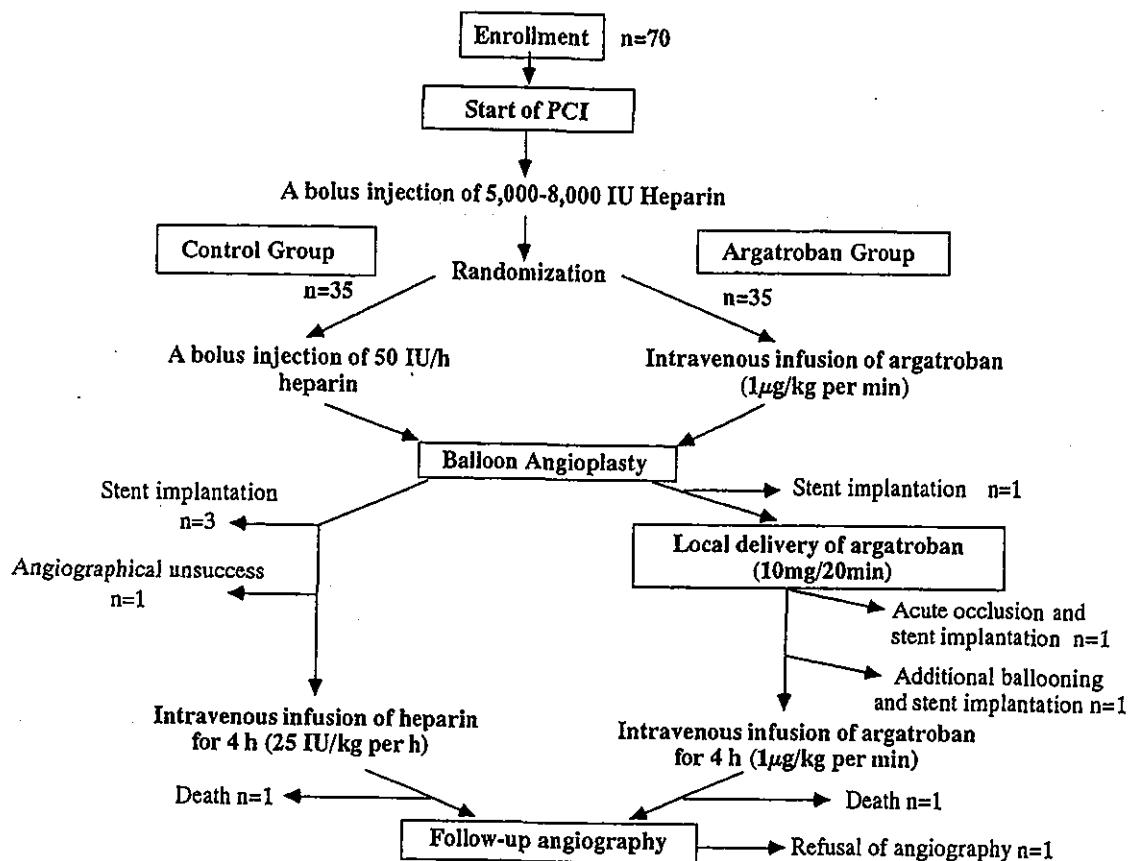 Enrollment n=70
Start of PCI
A bolus injection of 5,000-8,000 IU Heparin
Control Group
Argatroban Group
Randomization
n=35
n=35
A bolus injection of 50 IU/h
heparin
Intravenous infusion of argatroban
(1μg/kg per min)
Balloon Angioplasty
Stent implantation
n=3
Stent implantation n=1
Local delivery of argatroban
(10mg/20min)
Angiographical unsuccess
n=1
Acute occlusion and
stent implantation n=1
Additional ballooning
and stent implantation n=1
Intravenous infusion of heparin
for 4 h (25 IU/kg per h)
Intravenous infusion of argatroban
for 4 h (1μg/kg per min)
Death n=1
Death n=1
Follow-up angiography
Refusal of angiography n=1